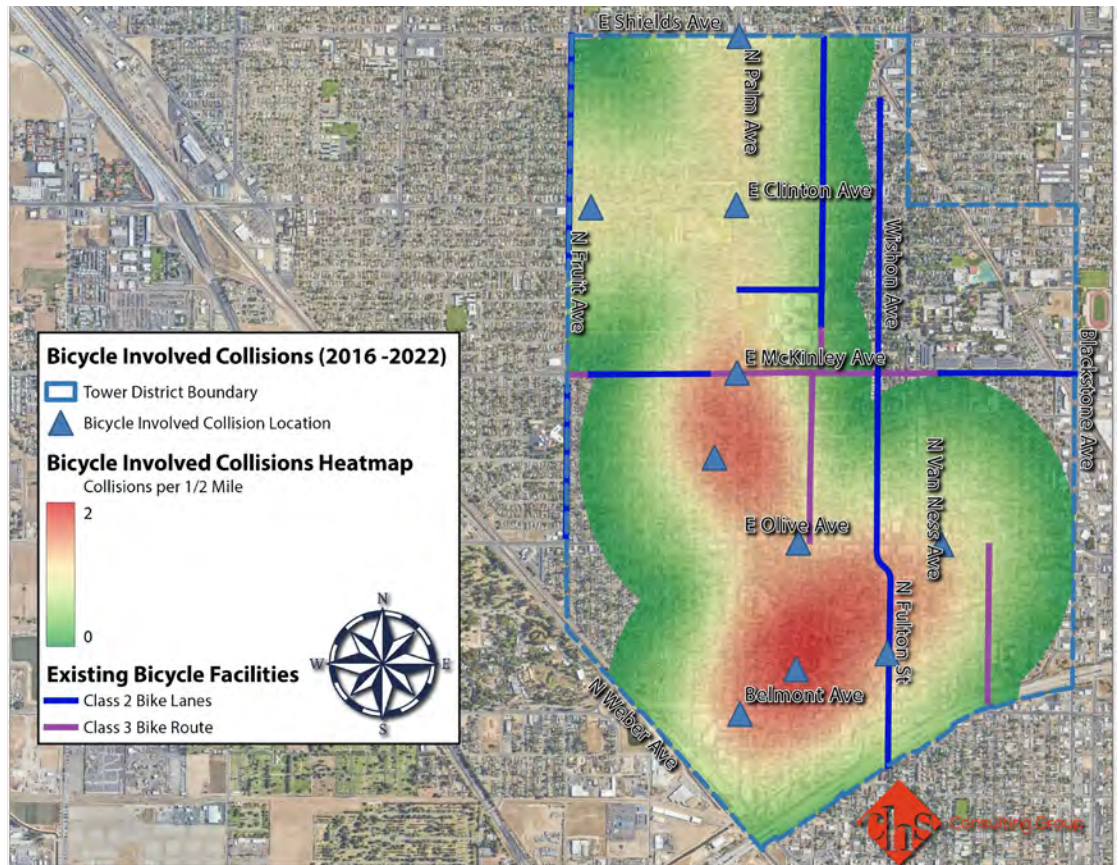 E Shields Ave
N Palm Ave
E Clinton Ave
N Fruit Ave
Wishon Ave
E McKinley Ave
Blackstone Ave
N Van Ness Ave
E Olive Ave
N Fulton St
Belmont Ave
N Weber Ave
Bicycle Involved Collisions (2016 -2022)
Tower District Boundary
Bicycle Involved Collision Location
Bicycle Involved Collisions Heatmap
Collisions per 1/2 Mile
2
0
N
W
E
S
Existing Bicycle Facilities
Class 2 Bike Lanes
Class 3 Bike Route
chs
Consulting Group